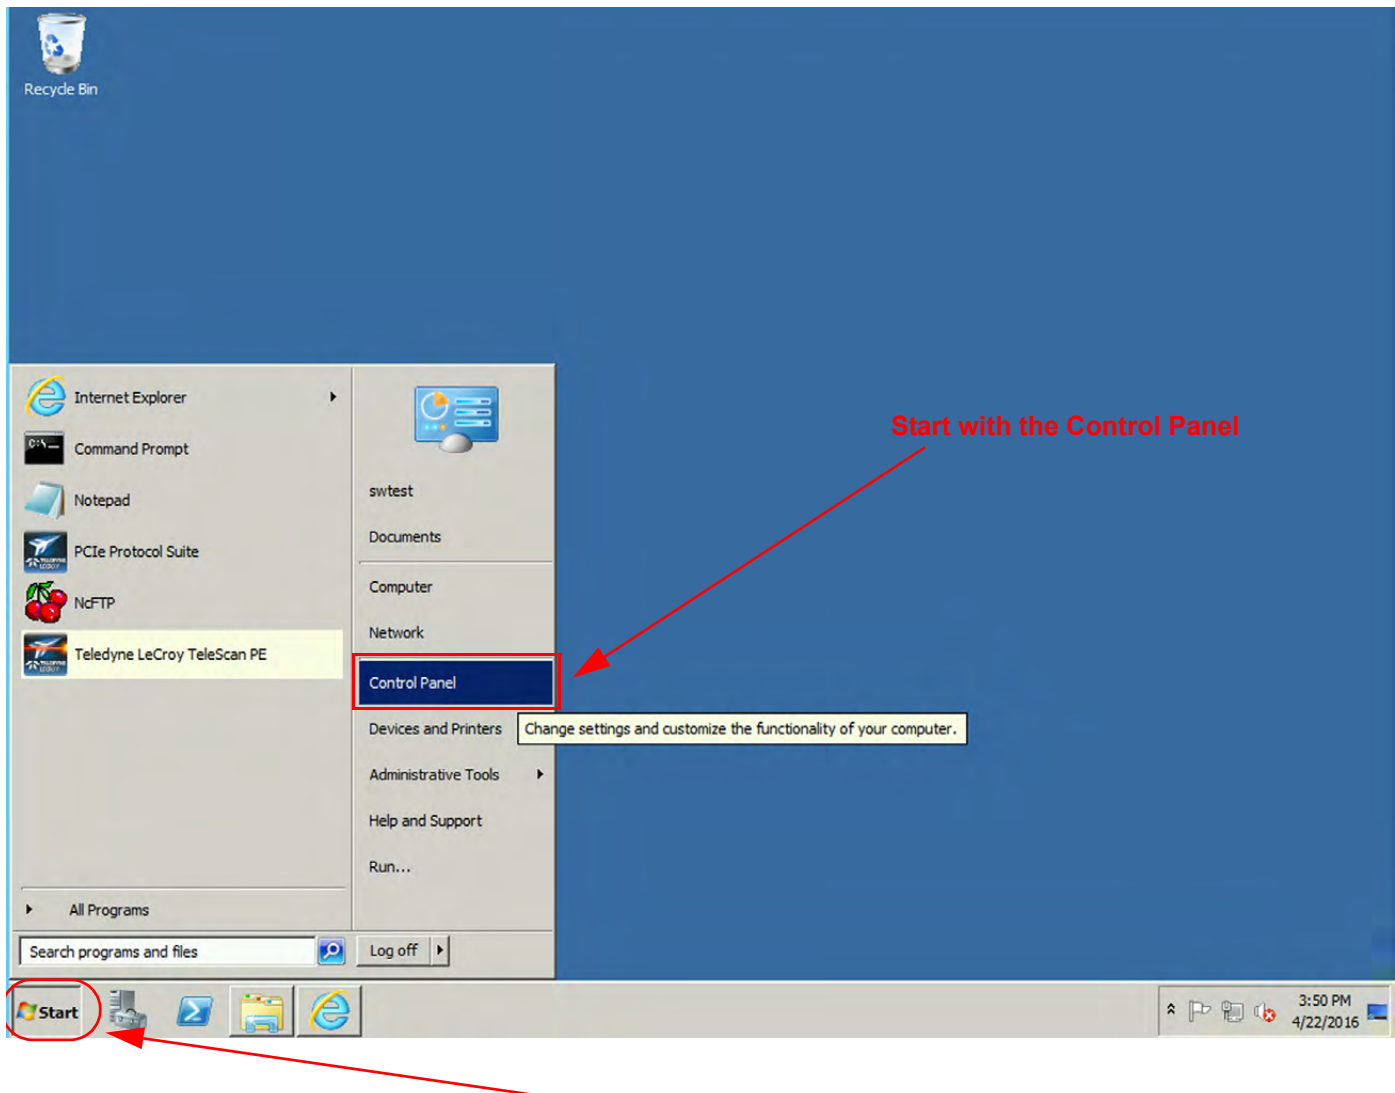 Recycle Bin
Internet Explorer
Command Prompt
Notepad
PCIe Protocol Suite
NcFTP
Teledyne LeCroy TeleScan PE
All Programs
Search programs and files
swtest
Documents
Computer
Network
Control Panel
Devices and Printers
Change settings and customize the functionality of your computer.
Administrative Tools
Help and Support
Run...
Log off
Start with the Control Panel
Start
3:50 PM
4/22/2016